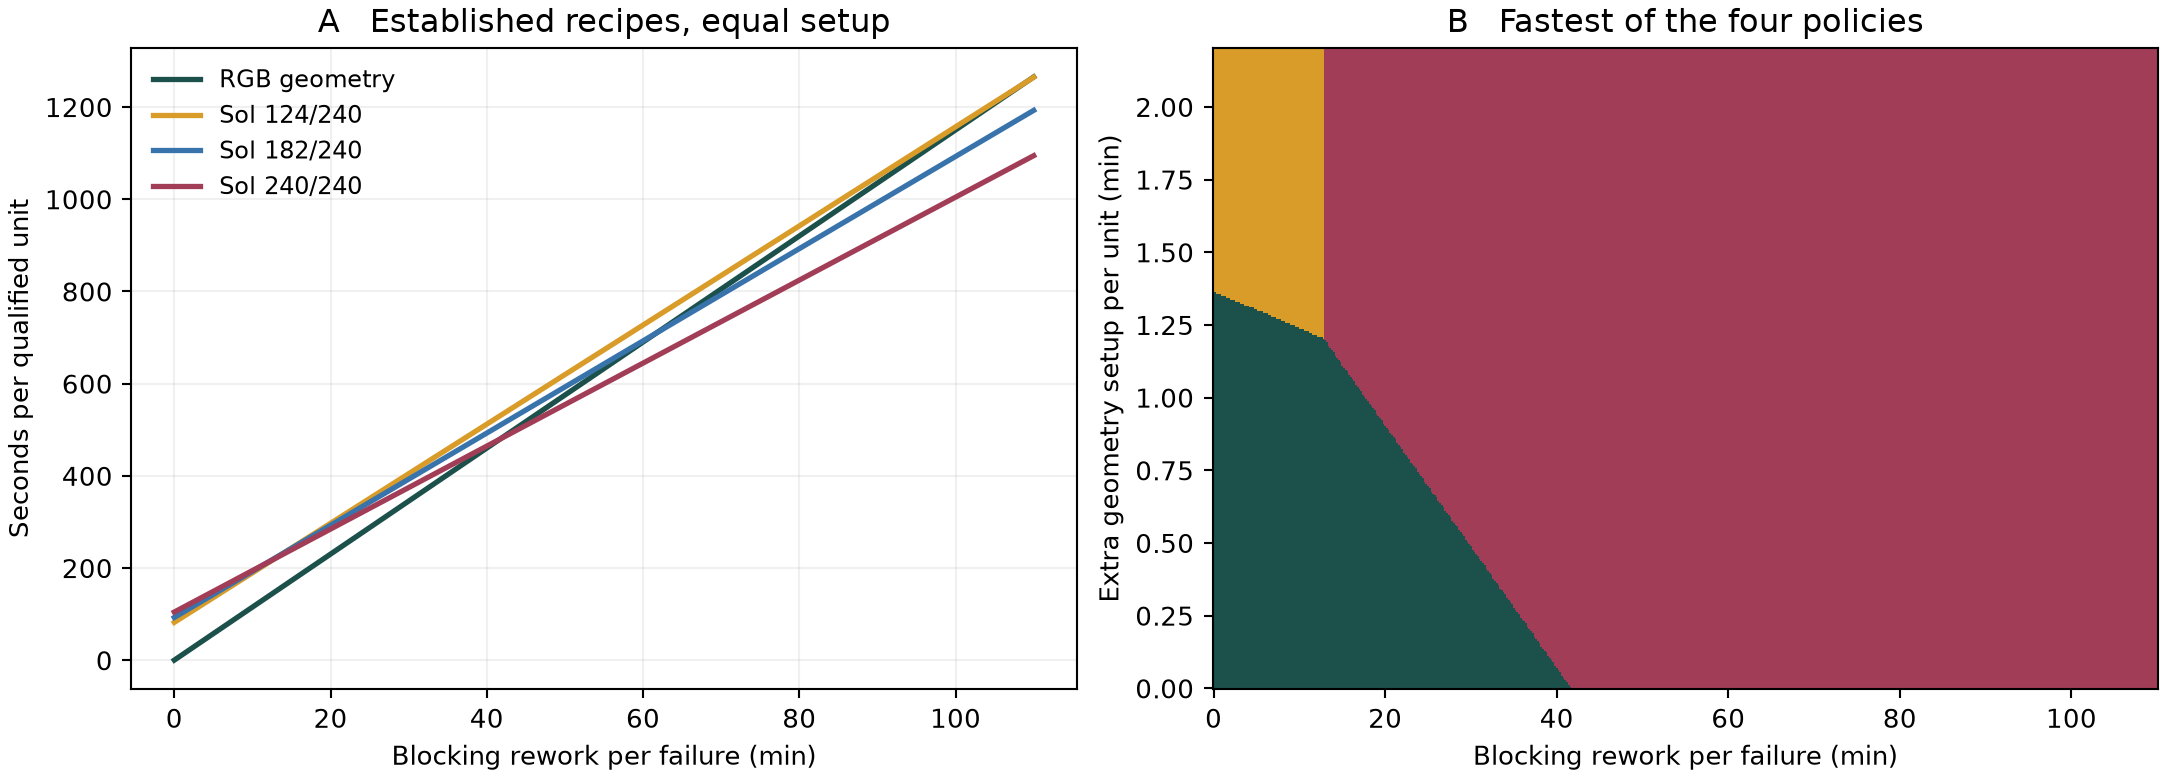 A Established recipes, equal setup
RGB geometry
Sol 124/240
Sol 182/240
Sol 240/240
Seconds per qualified unit
1200
1000
800
600
400
200
0
0 20 40 60 80 100
Blocking rework per failure (min)
B Fastest of the four policies
Extra geometry setup per unit (min)
2.00
1.75
1.50
1.25
1.00
0.75
0.50
0.25
0.00
0 20 40 60 80 100
Blocking rework per failure (min)